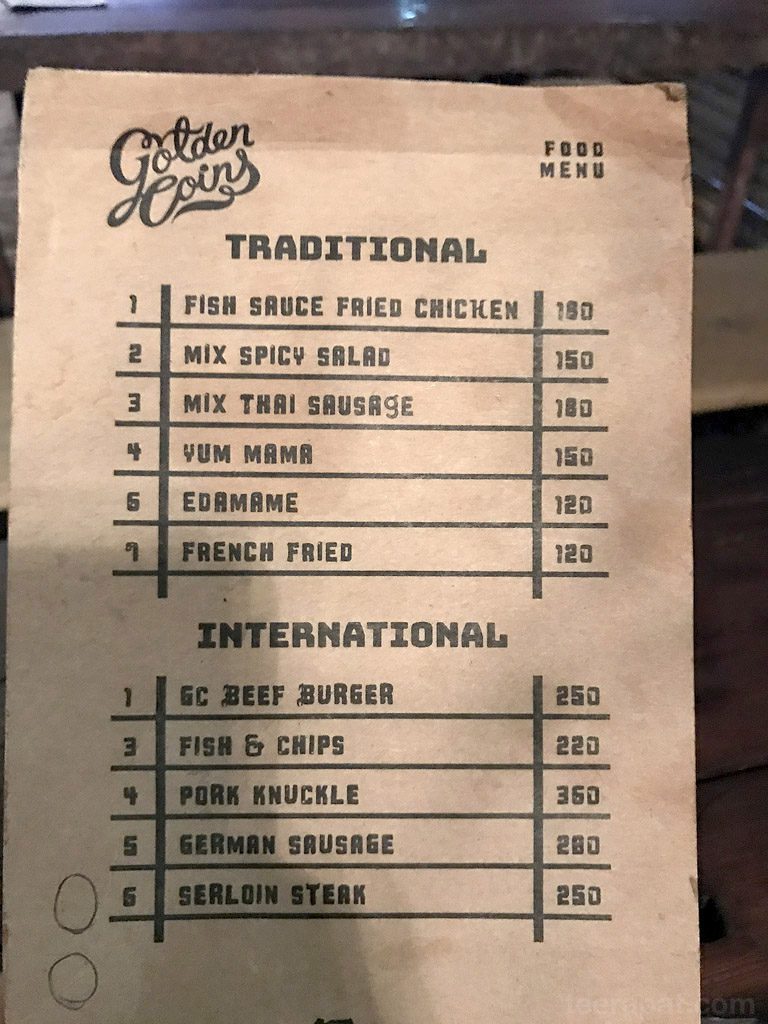 Golden
Coins
FOOD
MENU
TRADITIONAL
1 FISH SAUCE FRIED CHICKEN 180
2 MIX SPICY SALAD 150
3 MIX THAI SAUSAGE 180
4 YUM MAMA 150
6 EDAMAME 120
7 FRENCH FRIED 120
INTERNATIONAL
1 GC BEEF BURGER 250
3 FISH & CHIPS 220
4 PORK KNUCKLE 360
5 GERMAN SAUSAGE 280
6 SERLOIN STEAK 250